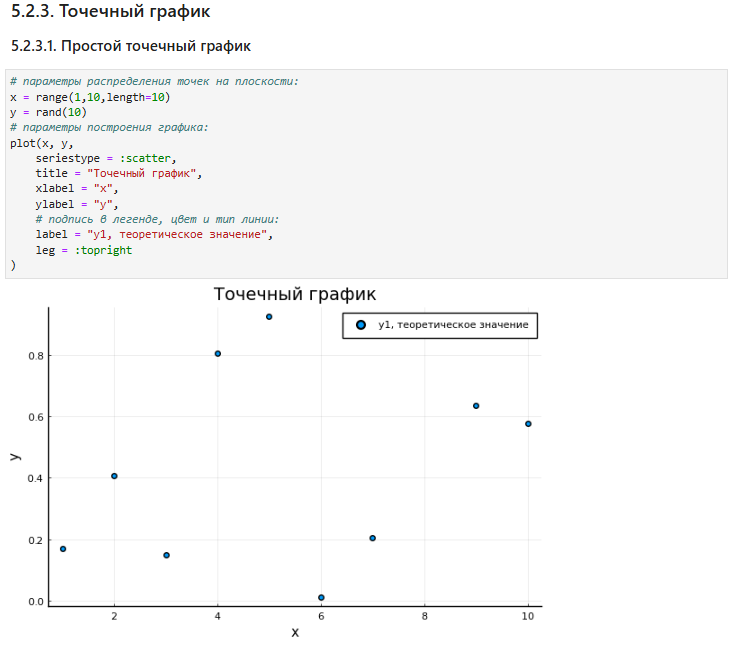 5.2.3. Точечный график
5.2.3.1. Простой точечный график
# параметры распределения точек на плоскости:
x = range(1,10,length=10)
y = rand(10)
# параметры построения графика:
plot(x, y,
    seriestype = :scatter,
    title = "Точечный график",
    xlabel = "x",
    ylabel = "y",
    # подпись в легенде, цвет и тип линии:
    label = "y1, теоретическое значение",
    leg = :topright
)
Точечный график
y1, теоретическое значение
0.8
0.6
y
0.4
0.2
0.0
2 4 6 8 10
x